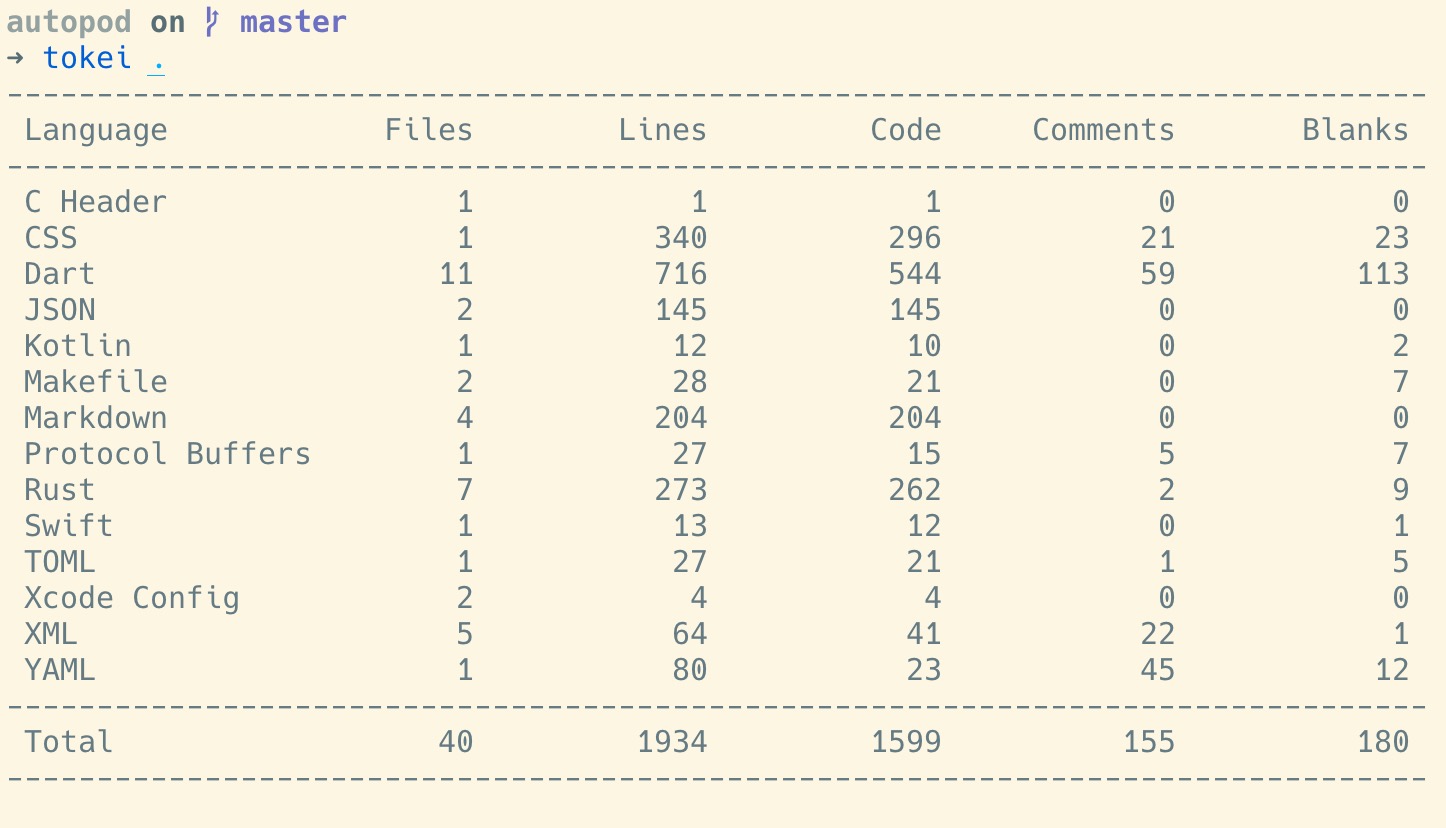 autopod on master
➜ tokei .
Language Files Lines Code Comments Blanks
C Header 1 1 1 0 0
CSS 1 340 296 21 23
Dart 11 716 544 59 113
JSON 2 145 145 0 0
Kotlin 1 12 10 0 2
Makefile 2 28 21 0 7
Markdown 4 204 204 0 0
Protocol Buffers 1 27 15 5 7
Rust 7 273 262 2 9
Swift 1 13 12 0 1
TOML 1 27 21 1 5
Xcode Config 2 4 4 0 0
XML 5 64 41 22 1
YAML 1 80 23 45 12
Total 40 1934 1599 155 180